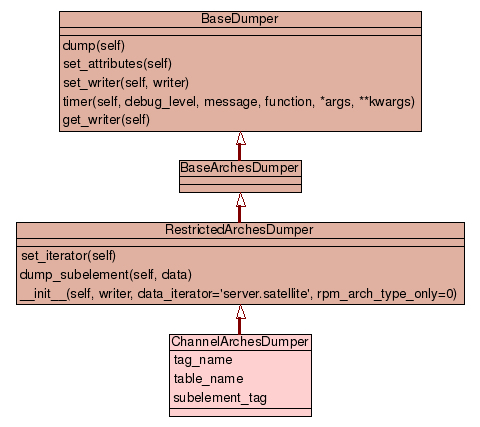 BaseDumper
dump(self)
set_attributes(self)
set_writer(self, writer)
timer(self, debug_level, message, function, *args, **kwargs)
get_writer(self)
BaseArchesDumper
RestrictedArchesDumper
set_iterator(self)
dump_subelement(self, data)
__init__(self, writer, data_iterator='server.satellite', rpm_arch_type_only=0)
ChannelArchesDumper
tag_name
table_name
subelement_tag